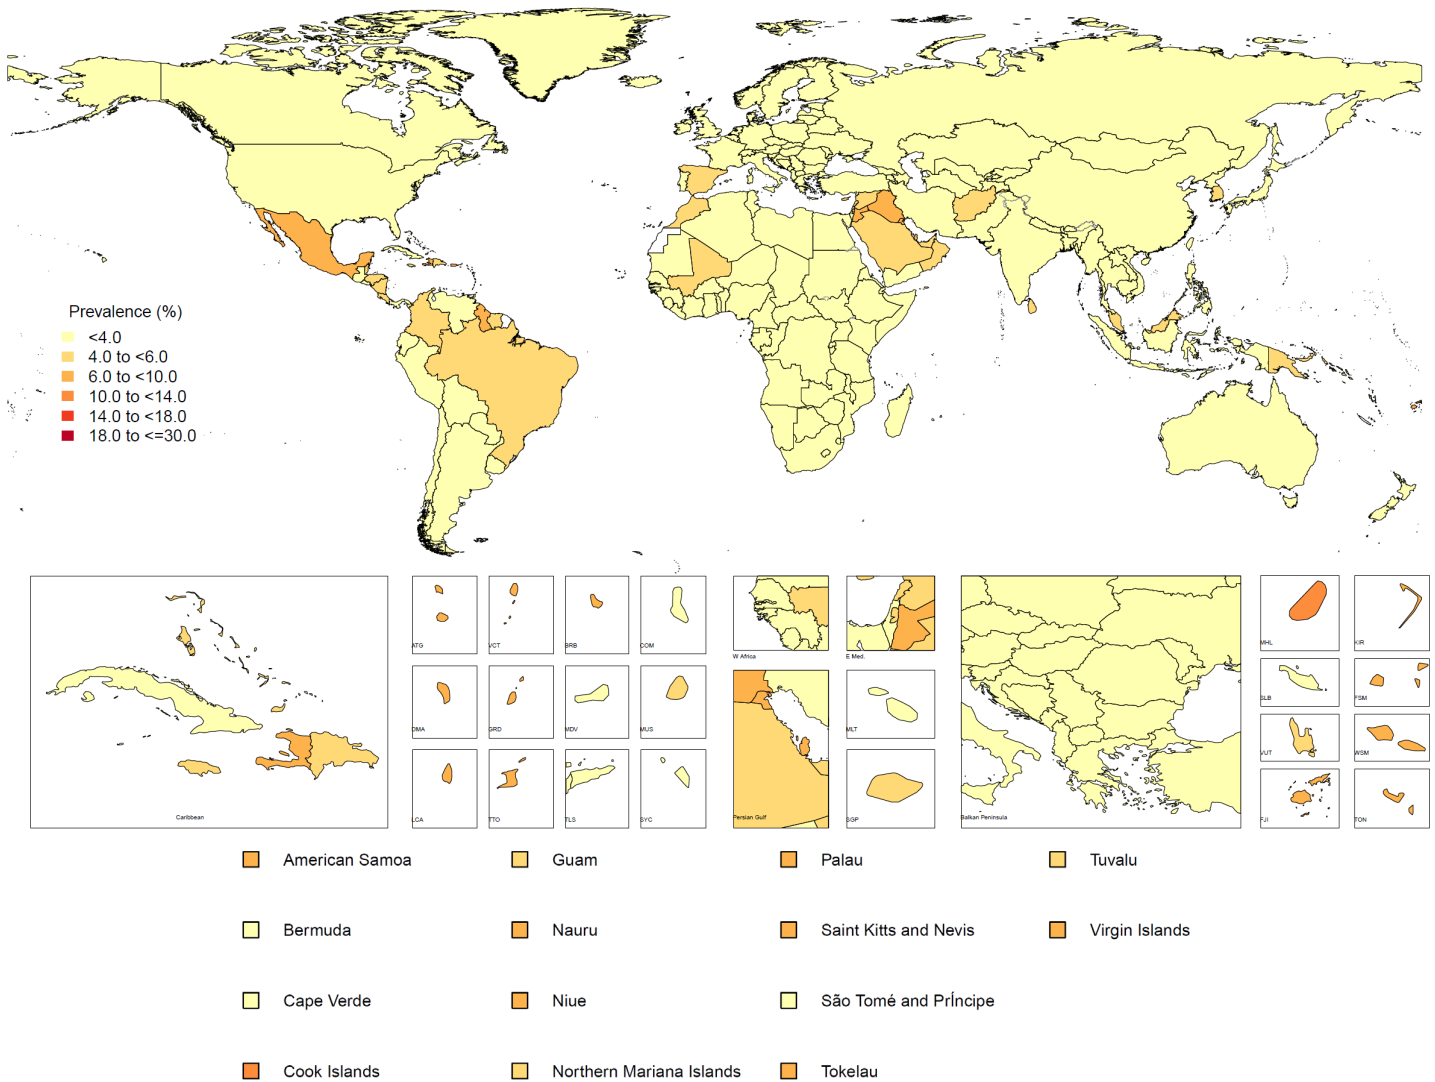 Prevalence (%)
<4.0
4.0 to <6.0
6.0 to <10.0
10.0 to <14.0
14.0 to <18.0
18.0 to <=30.0
Caribbean
ATG
VCT
BRB
COM
DMA
GRD
MDV
MUS
LCA
TTO
TLS
SYC
W Africa
E Med.
Persian Gulf
MLT
SGP
Balkan Peninsula
MHL
KIR
SLB
FSM
VUT
WSM
FJI
TON
American Samoa
Guam
Palau
Tuvalu
Bermuda
Nauru
Saint Kitts and Nevis
Virgin Islands
Cape Verde
Niue
São Tomé and PrÍncipe
Cook Islands
Northern Mariana Islands
Tokelau